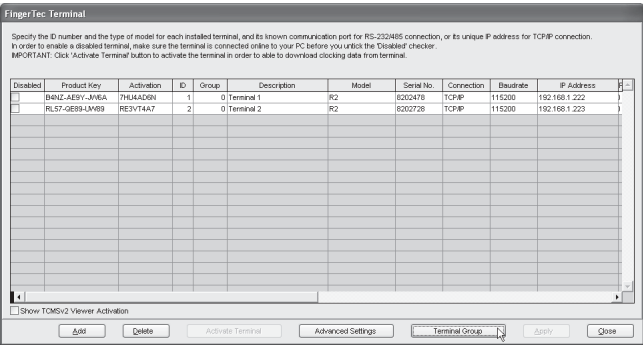 FingerTec Terminal
Specify the ID number and the type of model for each installed terminal, and its known communication port for RS-232/485 connection, or its unique IP address for TCP/IP connection.
In order to enable a disabled terminal, make sure the terminal is connected online to your PC before you untick the 'Disabled' checker.
IMPORTANT: Click 'Activate Terminal' button to activate the terminal in order to able to download clocking data from terminal.
Disabled Product Key Activation ID Group Description Model Serial No. Connection Baudrate IP Address
B4NZ-AE9Y-JW6A 7HU4AD6N 1 0 Terminal 1 R2 8202478 TCP/IP 115200 192.168.1.222
RL57-GE89-UW89 RE3VT4A7 2 0 Terminal 2 R2 8202728 TCP/IP 115200 192.168.1.223
Show TCMSv2 Viewer Activation
Add Delete Activate Terminal Advanced Settings Terminal Group Apply Close